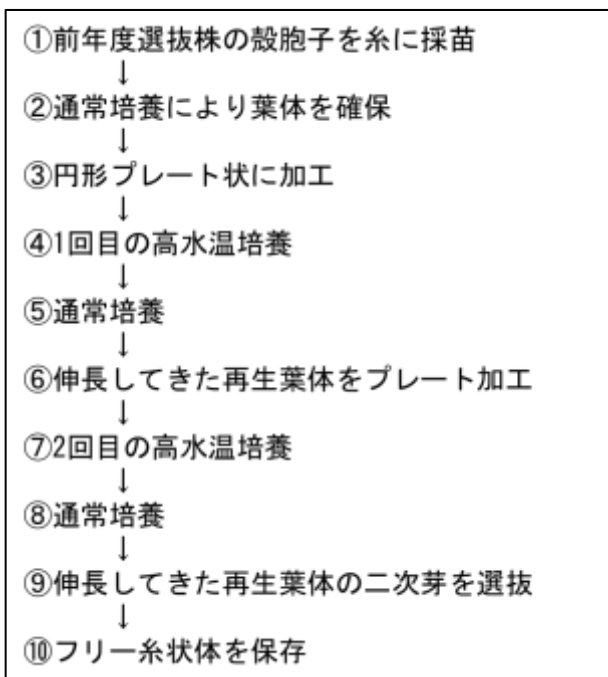 ①前年度選抜株の殻胞子を糸に採苗
↓
②通常培養により葉体を確保
↓
③円形プレート状に加工
↓
④1回目の高水温培養
↓
⑤通常培養
↓
⑥伸長してきた再生葉体をプレート加工
↓
⑦2回目の高水温培養
↓
⑧通常培養
↓
⑨伸長してきた再生葉体の二次芽を選抜
↓
⑩フリー糸状体を保存